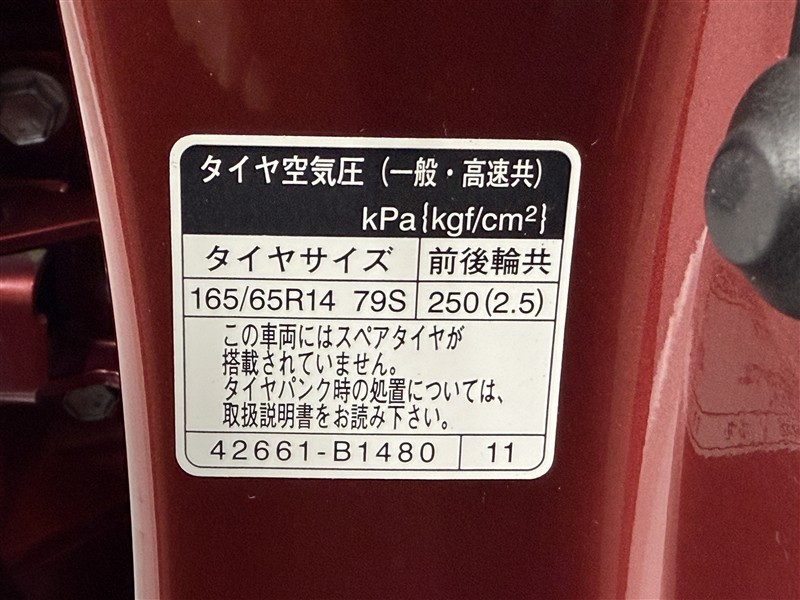 タイヤ空気圧（一般・高速共）
kPa{kgf/cm²}
タイヤサイズ 前後輪共
165/65R14 79S 250(2.5)
この車両にはスペアタイヤが
搭載されていません。
タイヤパンク時の処置については、
取扱説明書をお読み下さい。
42661-B1480 11